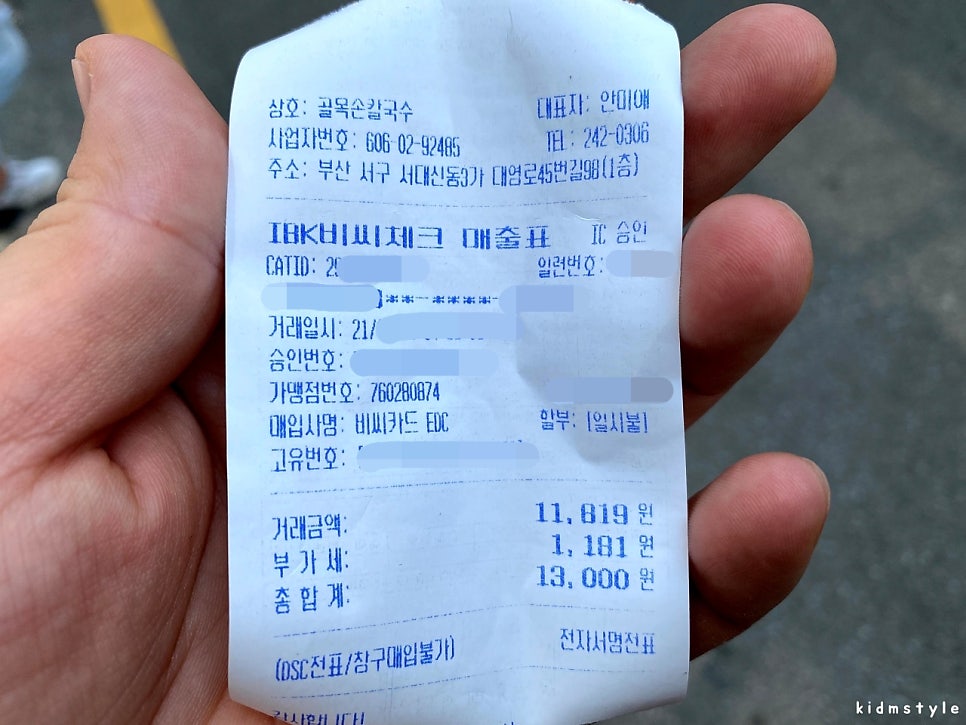 상호: 골목손칼국수 대표자: 안미애
사업자번호: 606-02-92485 TEL: 242-0306
주소: 부산 서구 서대신동3가 대영로45번길98(1층)
IBK비씨체크 매출표 IC 승인
CATID: 29 일련번호:
**-****-
거래일시: 21/
승인번호:
가맹점번호: 760280874
매입사명: 비씨카드 EDC 할부: [일시불]
고유번호:
거래금액: 11,819 원
부 가 세: 1,181 원
총 합 계: 13,000 원
(DSC전표/창구매입불가) 전자서명전표
감사합니다
kidmstyle